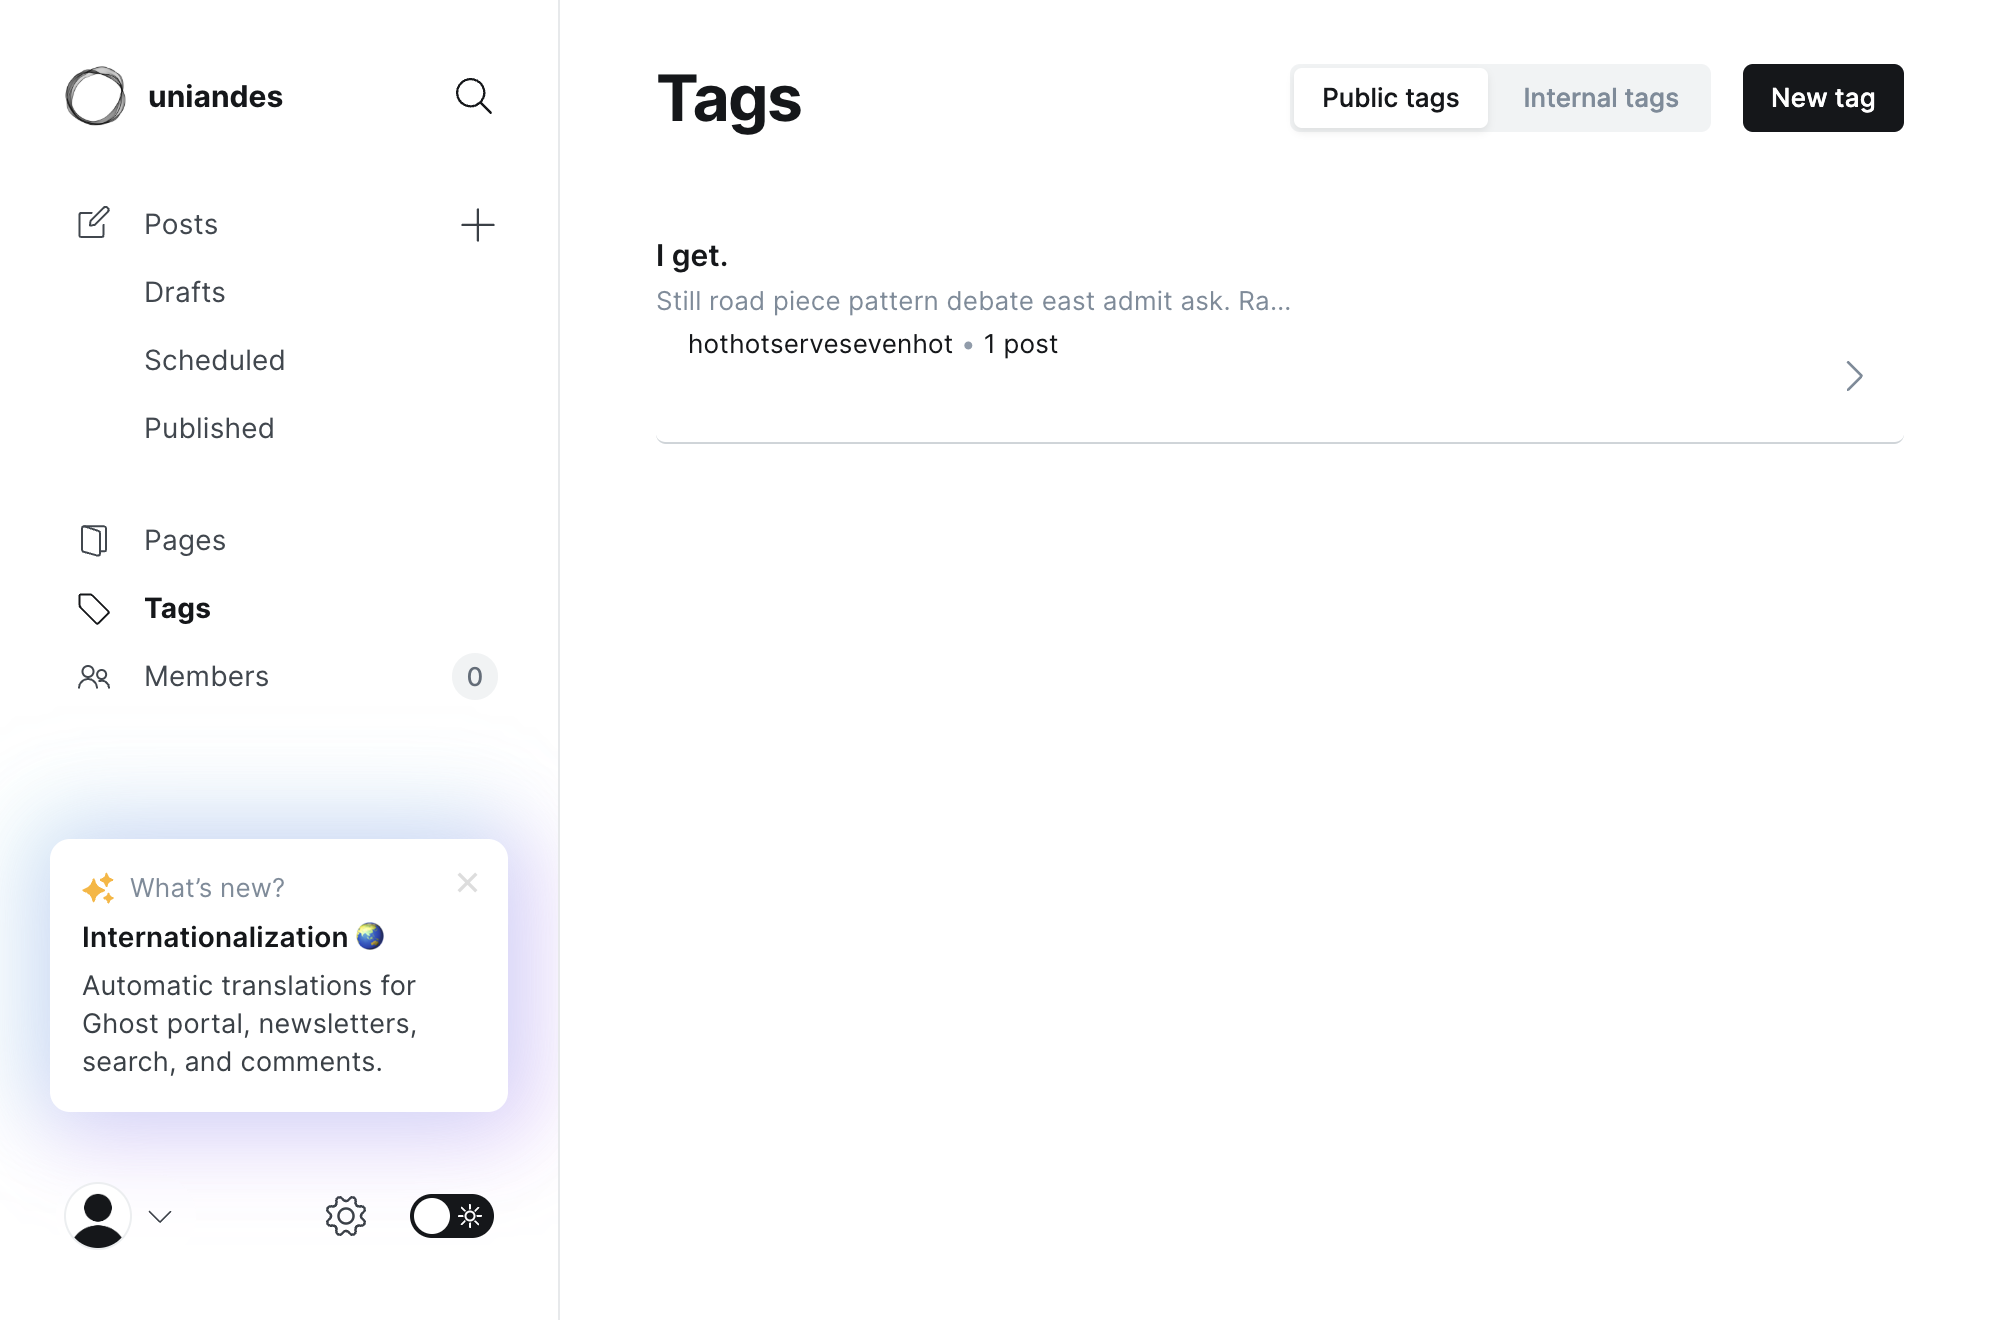 uniandes
Posts
Drafts
Scheduled
Published
Pages
Tags
Members
0
What's new?
Internationalization
Automatic translations for
Ghost portal, newsletters,
search, and comments.
Tags
Public tags
Internal tags
New tag
I get.
Still road piece pattern debate east admit ask. Ra...
hothotservesevenhot • 1 post